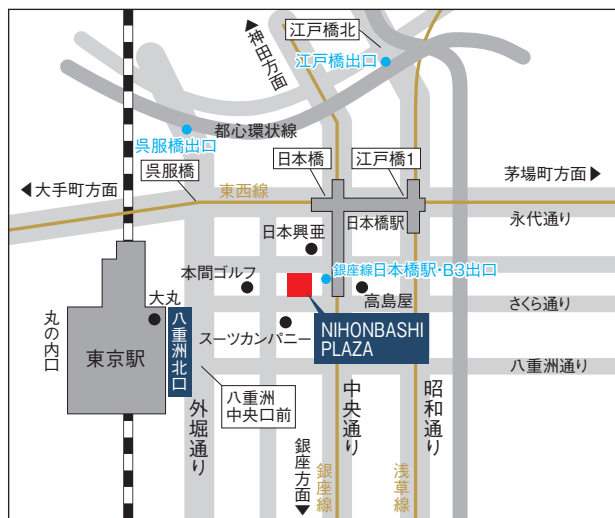 ▲神田方面
江戸橋北
江戸橋出口
都心環状線
呉服橋出口
呉服橋
日本橋
江戸橋1
◀大手町方面
東西線
茅場町方面▶
日本橋駅
永代通り
日本興亜
銀座線日本橋駅・B3出口
本間ゴルフ
高島屋
さくら通り
大丸
丸の内口
東京駅
八重洲北口
スーツカンパニー
NIHONBASHI
PLAZA
八重洲通り
八重洲
中央口前
外堀通り
銀座方面▼
銀座線
中央通り
浅草線
昭和通り